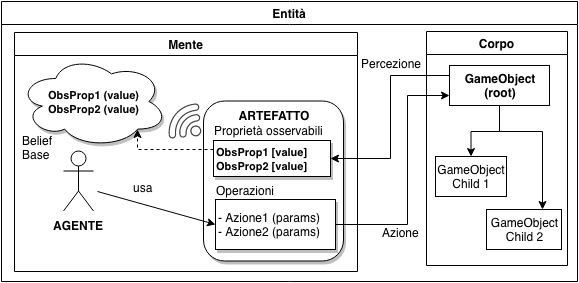 Entità
Mente
Corpo
ObsProp1 (value)
ObsProp2 (value)
Belief
Base
AGENTE
usa
ARTEFATTO
Proprietà osservabili
ObsProp1 [value]
ObsProp2 [value]
Operazioni
- Azione1 (params)
- Azione2 (params)
Percezione
Azione
GameObject
(root)
GameObject
Child 1
GameObject
Child 2